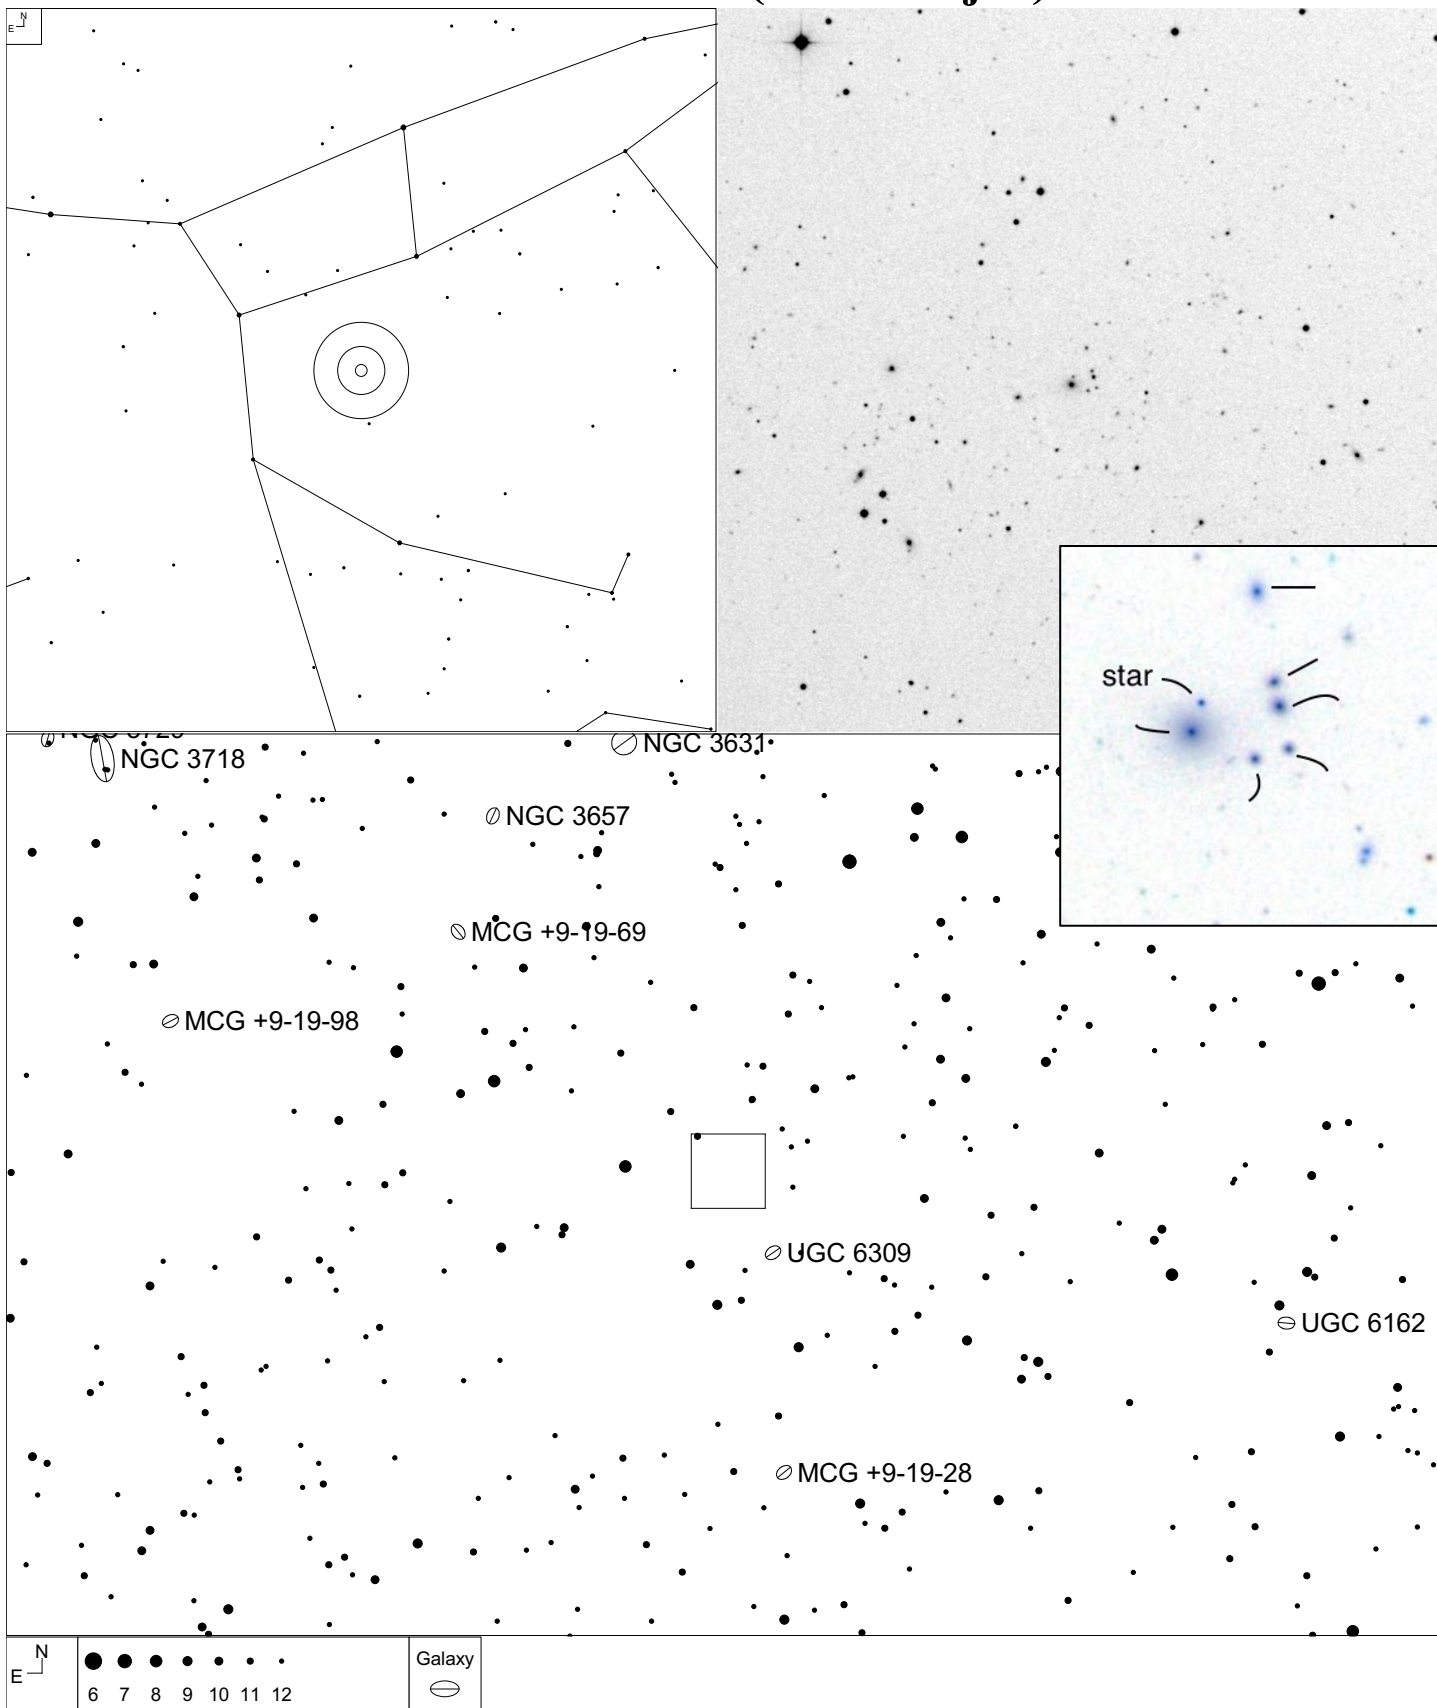 N
E
star
NGC 3718
NGC 3631
NGC 3657
MCG +9-19-69
MCG +9-19-98
UGC 6309
UGC 6162
MCG +9-19-28
N
E
6 7 8 9 10 11 12
Galaxy